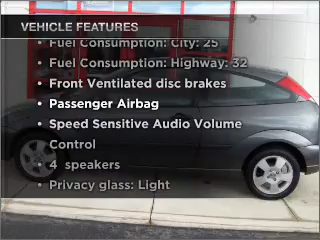 VEHICLE FEATURES
• Fuel Consumption: City: 25
• Fuel Consumption: Highway: 32
• Front Ventilated disc brakes
• Passenger Airbag
• Speed Sensitive Audio Volume
• Control
• 4 speakers
• Privacy glass: Light